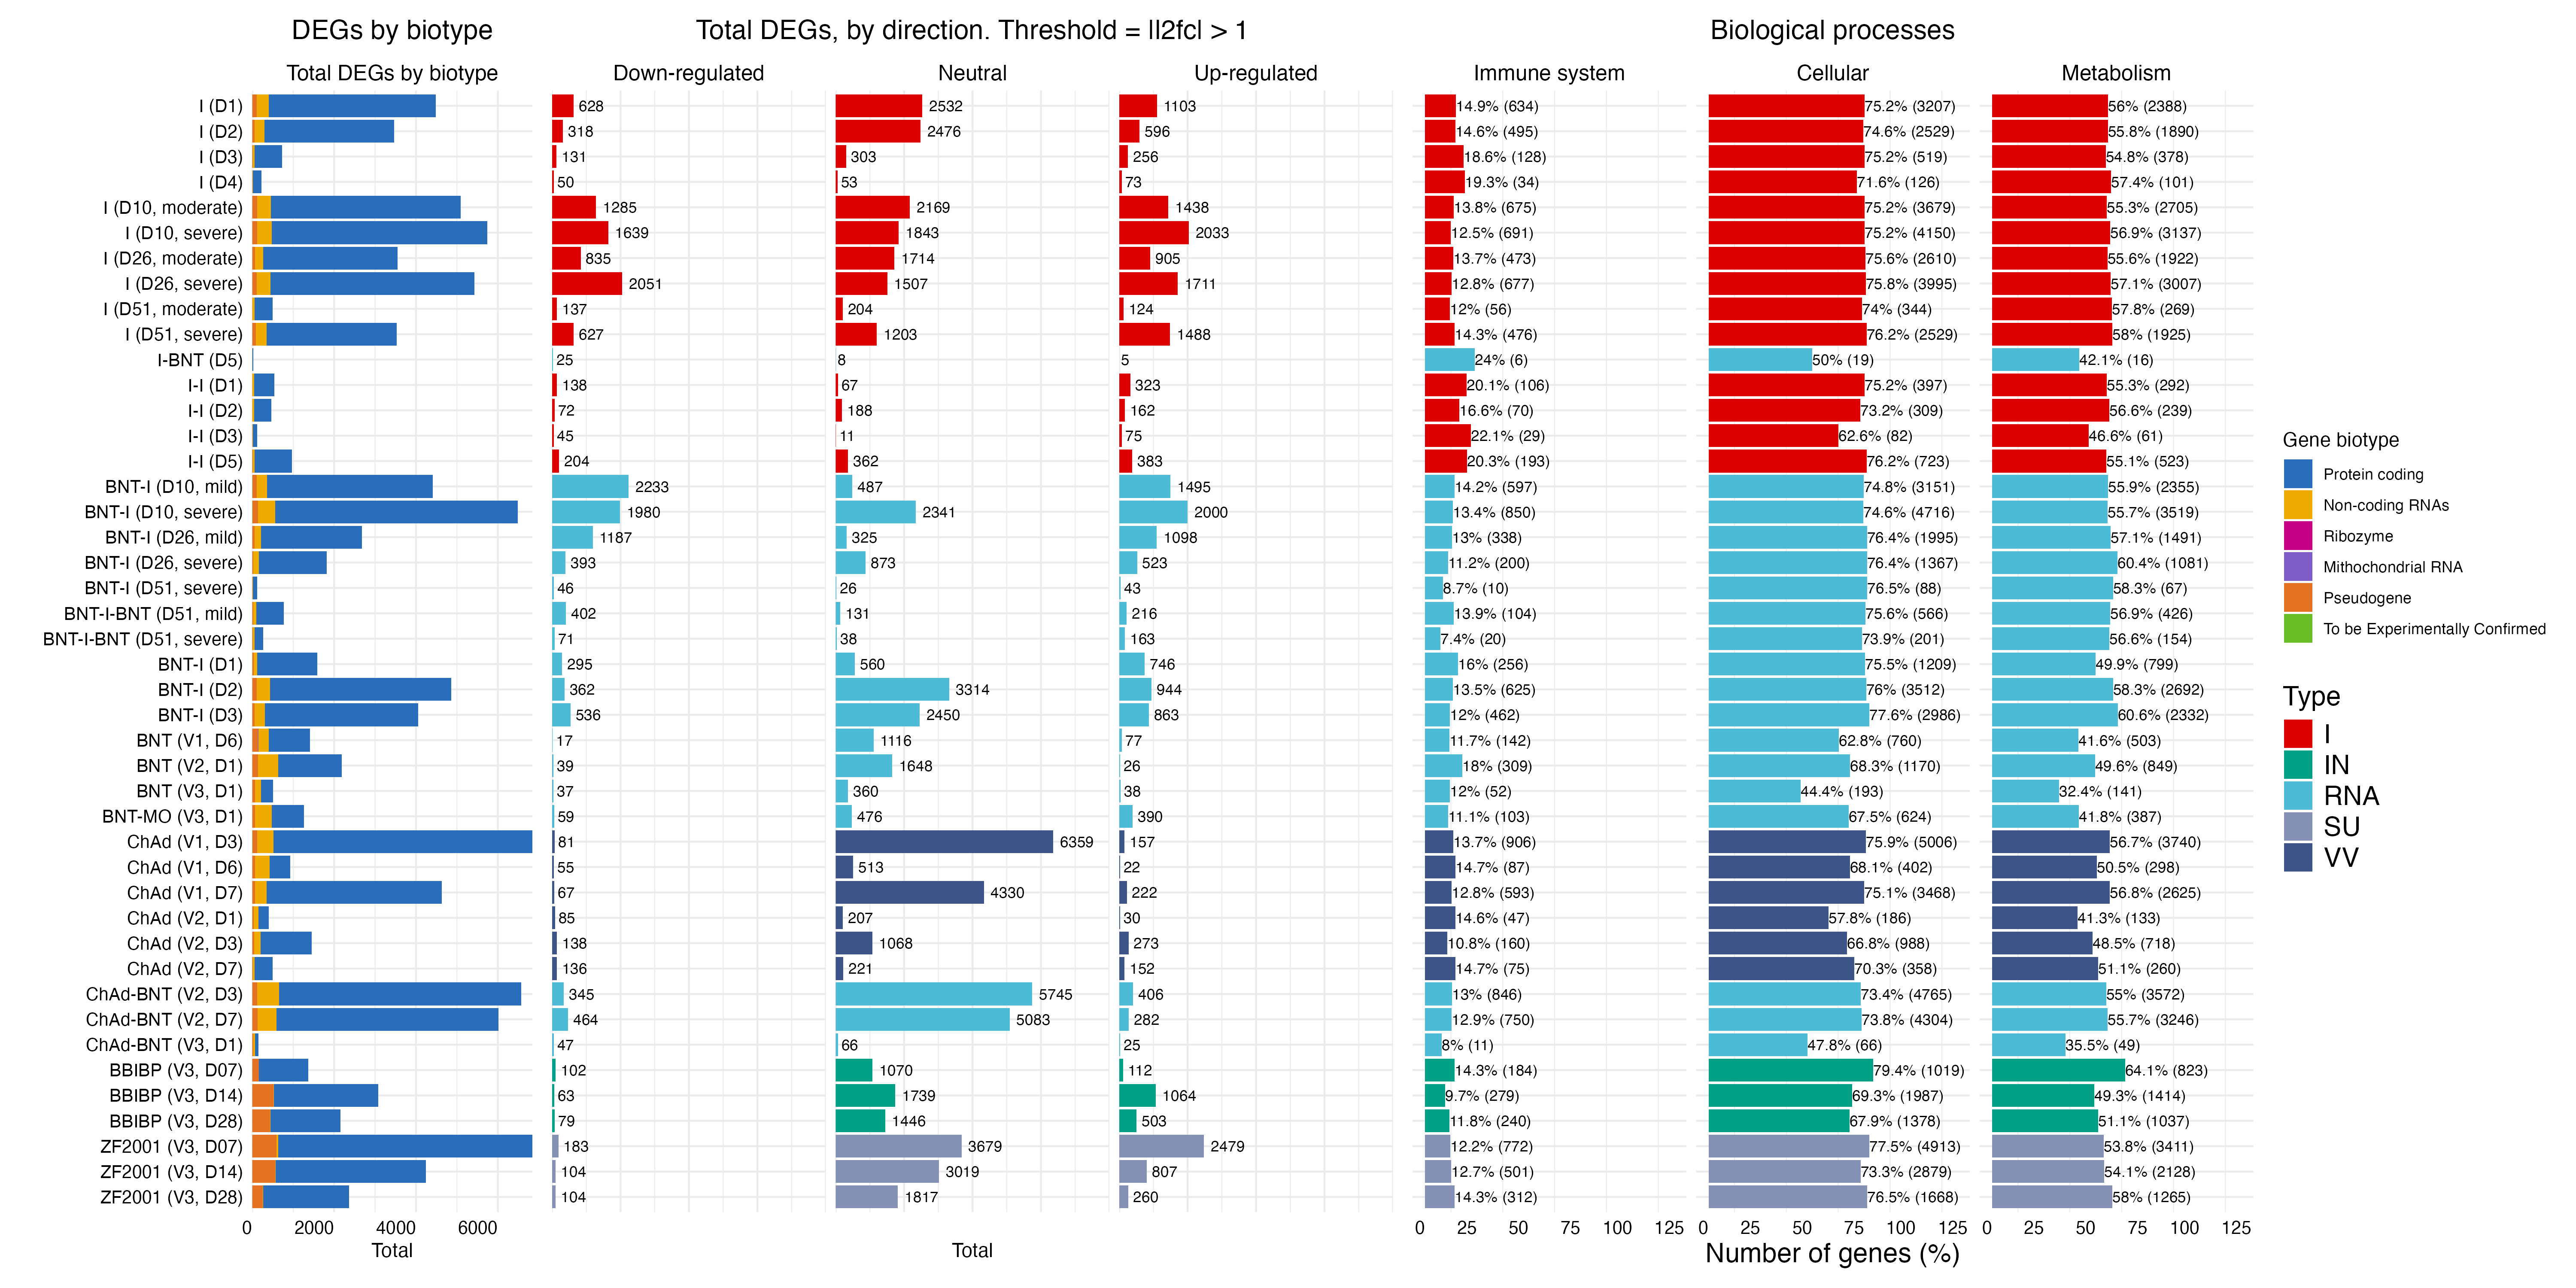 DEGs by biotype
Total DEGs, by direction. Threshold = |l2fc| > 1
Biological processes
Total DEGs by biotype Down-regulated Neutral Up-regulated Immune system Cellular Metabolism
I (D1) 628 2532 1103 14.9% (634) 75.2% (3207) 56% (2388)
I (D2) 318 2476 596 14.6% (495) 74.6% (2529) 55.8% (1890)
I (D3) 131 303 256 18.6% (128) 75.2% (519) 54.8% (378)
I (D4) 50 53 73 19.3% (34) 71.6% (126) 57.4% (101)
I (D10, moderate) 1285 2169 1438 13.8% (675) 75.2% (3679) 55.3% (2705)
I (D10, severe) 1639 1843 2033 12.5% (691) 75.2% (4150) 56.9% (3137)
I (D26, moderate) 835 1714 905 13.7% (473) 75.6% (2610) 55.6% (1922)
I (D26, severe) 2051 1507 1711 12.8% (677) 75.8% (3995) 57.1% (3007)
I (D51, moderate) 137 204 124 12% (56) 74% (344) 57.8% (269)
I (D51, severe) 627 1203 1488 14.3% (476) 76.2% (2529) 58% (1925)
I-BNT (D5) 25 8 5 24% (6) 50% (19) 42.1% (16)
I-I (D1) 138 67 323 20.1% (106) 75.2% (397) 55.3% (292)
I-I (D2) 72 188 162 16.6% (70) 73.2% (309) 56.6% (239)
I-I (D3) 45 11 75 22.1% (29) 62.6% (82) 46.6% (61)
I-I (D5) 204 362 383 20.3% (193) 76.2% (723) 55.1% (523)
BNT-I (D10, mild) 2233 487 1495 14.2% (597) 74.8% (3151) 55.9% (2355)
BNT-I (D10, severe) 1980 2341 2000 13.4% (850) 74.6% (4716) 55.7% (3519)
BNT-I (D26, mild) 1187 325 1098 13% (338) 76.4% (1995) 57.1% (1491)
BNT-I (D26, severe) 393 873 523 11.2% (200) 76.4% (1367) 60.4% (1081)
BNT-I (D51, severe) 46 26 43 8.7% (10) 76.5% (88) 58.3% (67)
BNT-I-BNT (D51, mild) 402 131 216 13.9% (104) 75.6% (566) 56.9% (426)
BNT-I-BNT (D51, severe) 71 38 163 7.4% (20) 73.9% (201) 56.6% (154)
BNT-I (D1) 295 560 746 16% (256) 75.5% (1209) 49.9% (799)
BNT-I (D2) 362 3314 944 13.5% (625) 76% (3512) 58.3% (2692)
BNT-I (D3) 536 2450 863 12% (462) 77.6% (2986) 60.6% (2332)
BNT (V1, D6) 17 1116 77 11.7% (142) 62.8% (760) 41.6% (503)
BNT (V2, D1) 39 1648 26 18% (309) 68.3% (1170) 49.6% (849)
BNT (V3, D1) 37 360 38 12% (52) 44.4% (193) 32.4% (141)
BNT-MO (V3, D1) 59 476 390 11.1% (103) 67.5% (624) 41.8% (387)
ChAd (V1, D3) 81 6359 157 13.7% (906) 75.9% (5006) 56.7% (3740)
ChAd (V1, D6) 55 513 22 14.7% (87) 68.1% (402) 50.5% (298)
ChAd (V1, D7) 67 4330 222 12.8% (593) 75.1% (3468) 56.8% (2625)
ChAd (V2, D1) 85 207 30 14.6% (47) 57.8% (186) 41.3% (133)
ChAd (V2, D3) 138 1068 273 10.8% (160) 66.8% (988) 48.5% (718)
ChAd (V2, D7) 136 221 152 14.7% (75) 70.3% (358) 51.1% (260)
ChAd-BNT (V2, D3) 345 5745 406 13% (846) 73.4% (4765) 55% (3572)
ChAd-BNT (V2, D7) 464 5083 282 12.9% (750) 73.8% (4304) 55.7% (3246)
ChAd-BNT (V3, D1) 47 66 25 8% (11) 47.8% (66) 35.5% (49)
BBIBP (V3, D07) 102 1070 112 14.3% (184) 79.4% (1019) 64.1% (823)
BBIBP (V3, D14) 63 1739 1064 9.7% (279) 69.3% (1987) 49.3% (1414)
BBIBP (V3, D28) 79 1446 503 11.8% (240) 67.9% (1378) 51.1% (1037)
ZF2001 (V3, D07) 183 3679 2479 12.2% (772) 77.5% (4913) 53.8% (3411)
ZF2001 (V3, D14) 104 3019 807 12.7% (501) 73.3% (2879) 54.1% (2128)
ZF2001 (V3, D28) 104 1817 260 14.3% (312) 76.5% (1668) 58% (1265)
0 2000 4000 6000 0 25 50 75 100 125 0 25 50 75 100 125 0 25 50 75 100 125
Total Total Number of genes (%)
Gene biotype
Protein coding
Non-coding RNAs
Ribozyme
Mithochondrial RNA
Pseudogene
To be Experimentally Confirmed
Type
I
IN
RNA
SU
VV